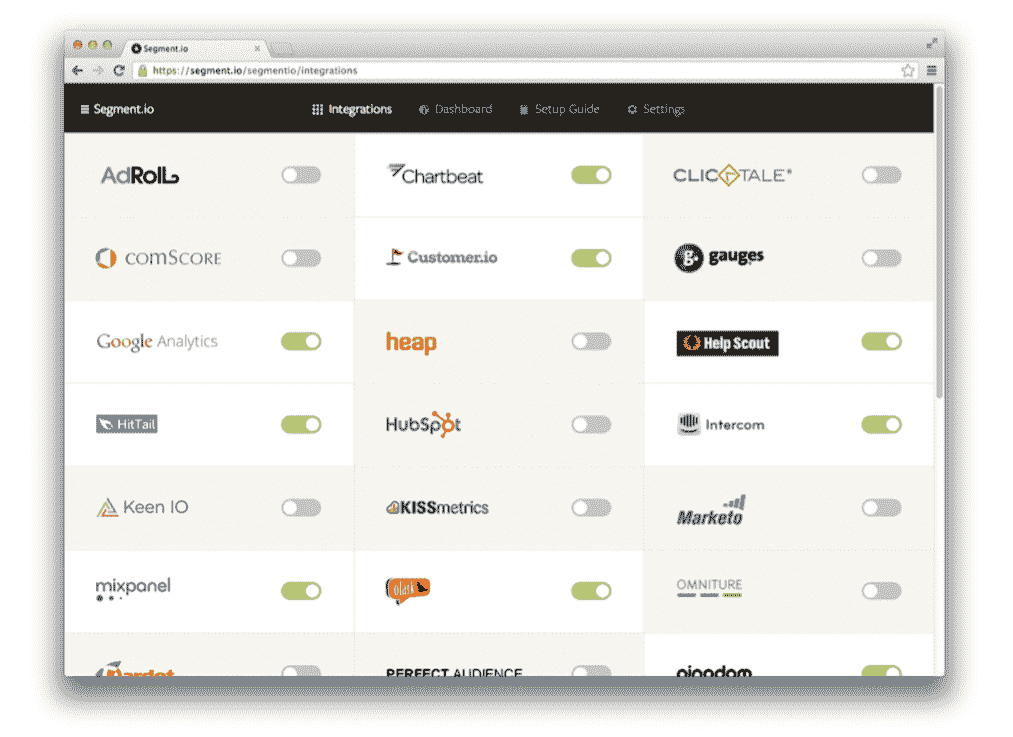 Segment.io
https://segment.io/segmentio/integrations
Segment.io Integrations Dashboard Setup Guide Settings
AdRoll Chartbeat CLICKTALE®
comScore Customer.io gauges
Google Analytics heap Help Scout
HitTail HubSpot Intercom
Keen IO KISSmetrics Marketo
mixpanel olark OMNITURE
Pardot PERFECT AUDIENCE pingdom